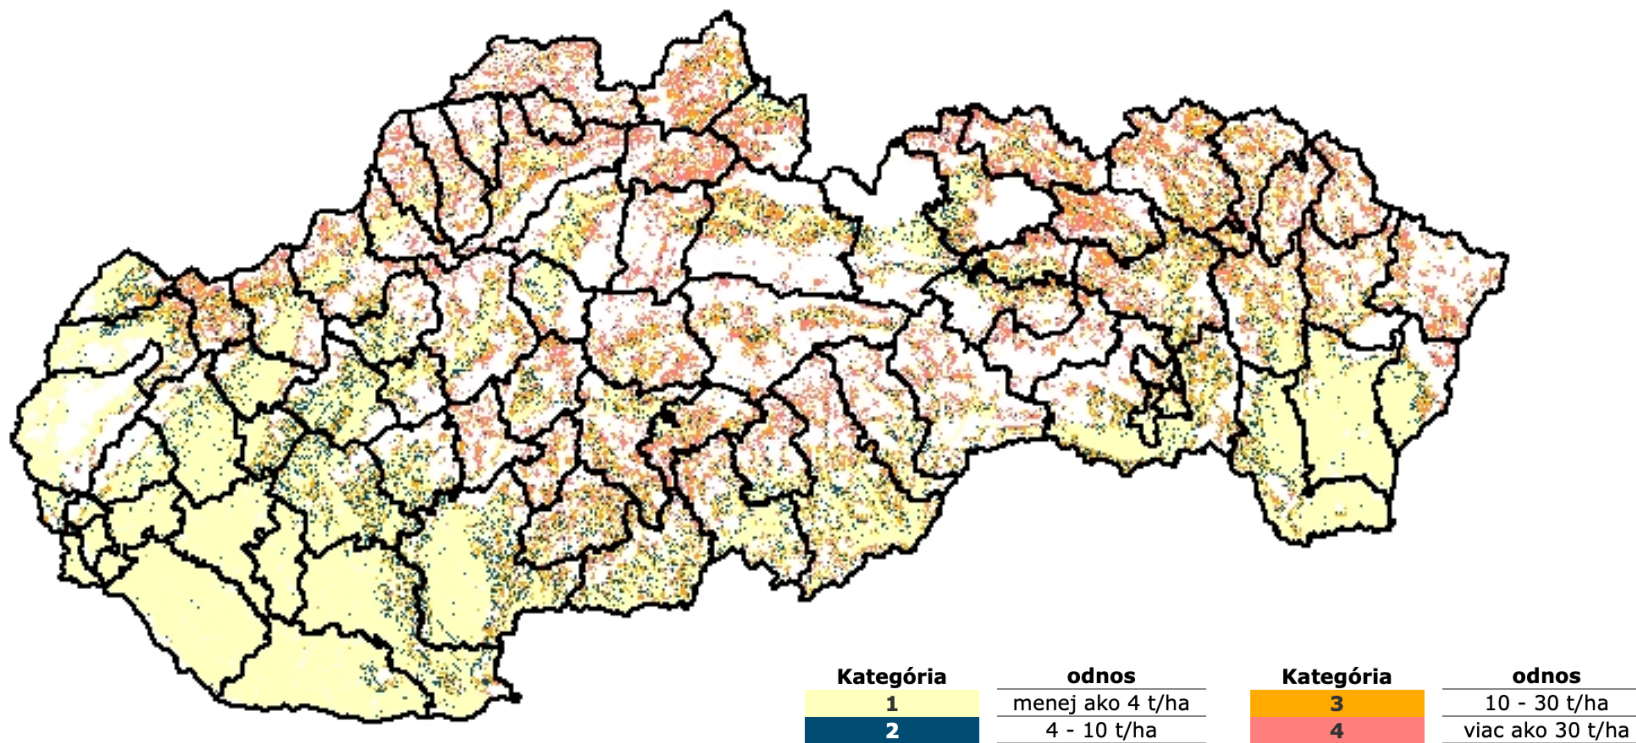 Kategória odnos Kategória odnos
1 menej ako 4 t/ha 3 10 - 30 t/ha
2 4 - 10 t/ha 4 viac ako 30 t/ha